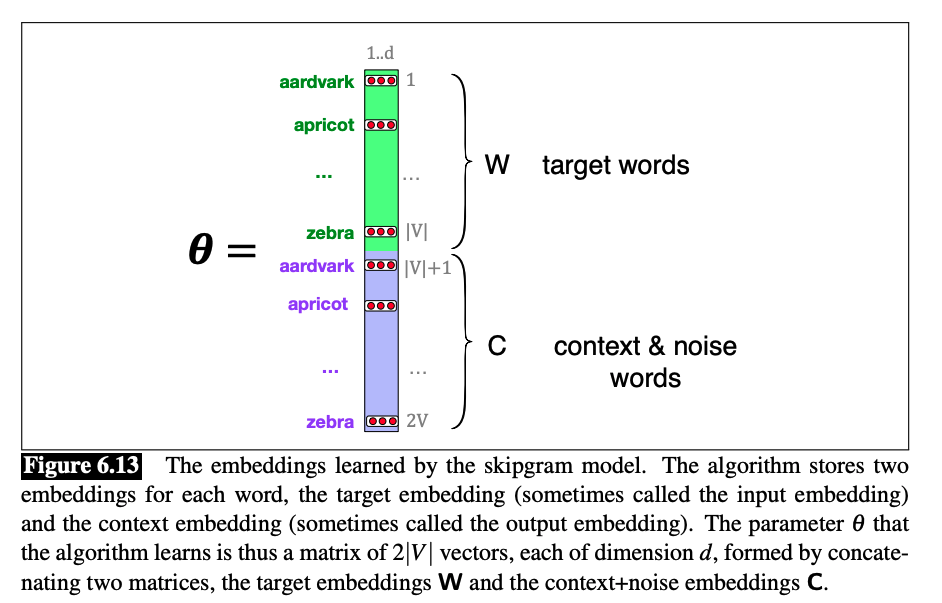 1..d
aardvark 1
apricot
... ...
W target words
zebra |V|
θ =
aardvark |V|+1
apricot
C context & noise
words
... ...
zebra 2V
Figure 6.13 The embeddings learned by the skipgram model. The algorithm stores two
embeddings for each word, the target embedding (sometimes called the input embedding)
and the context embedding (sometimes called the output embedding). The parameter θ that
the algorithm learns is thus a matrix of 2|V| vectors, each of dimension d, formed by concate-
nating two matrices, the target embeddings W and the context+noise embeddings C.